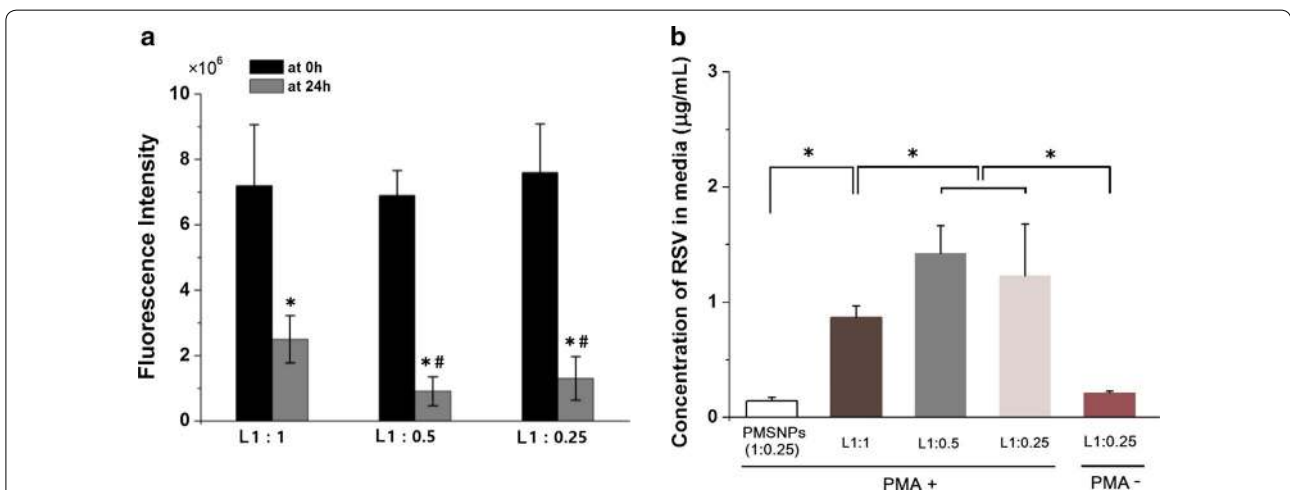 a
×10⁶
at 0h
at 24h
Fluorescence Intensity
10
8
6
4
2
0
*
*#
*#
L1 : 1
L1 : 0.5
L1 : 0.25
b
Concentration of RSV in media (µg/mL)
3
2
1
0
*
*
*
PMSNPs
(1:0.25)
L1:1
L1:0.5
L1:0.25
L1:0.25
PMA +
PMA -